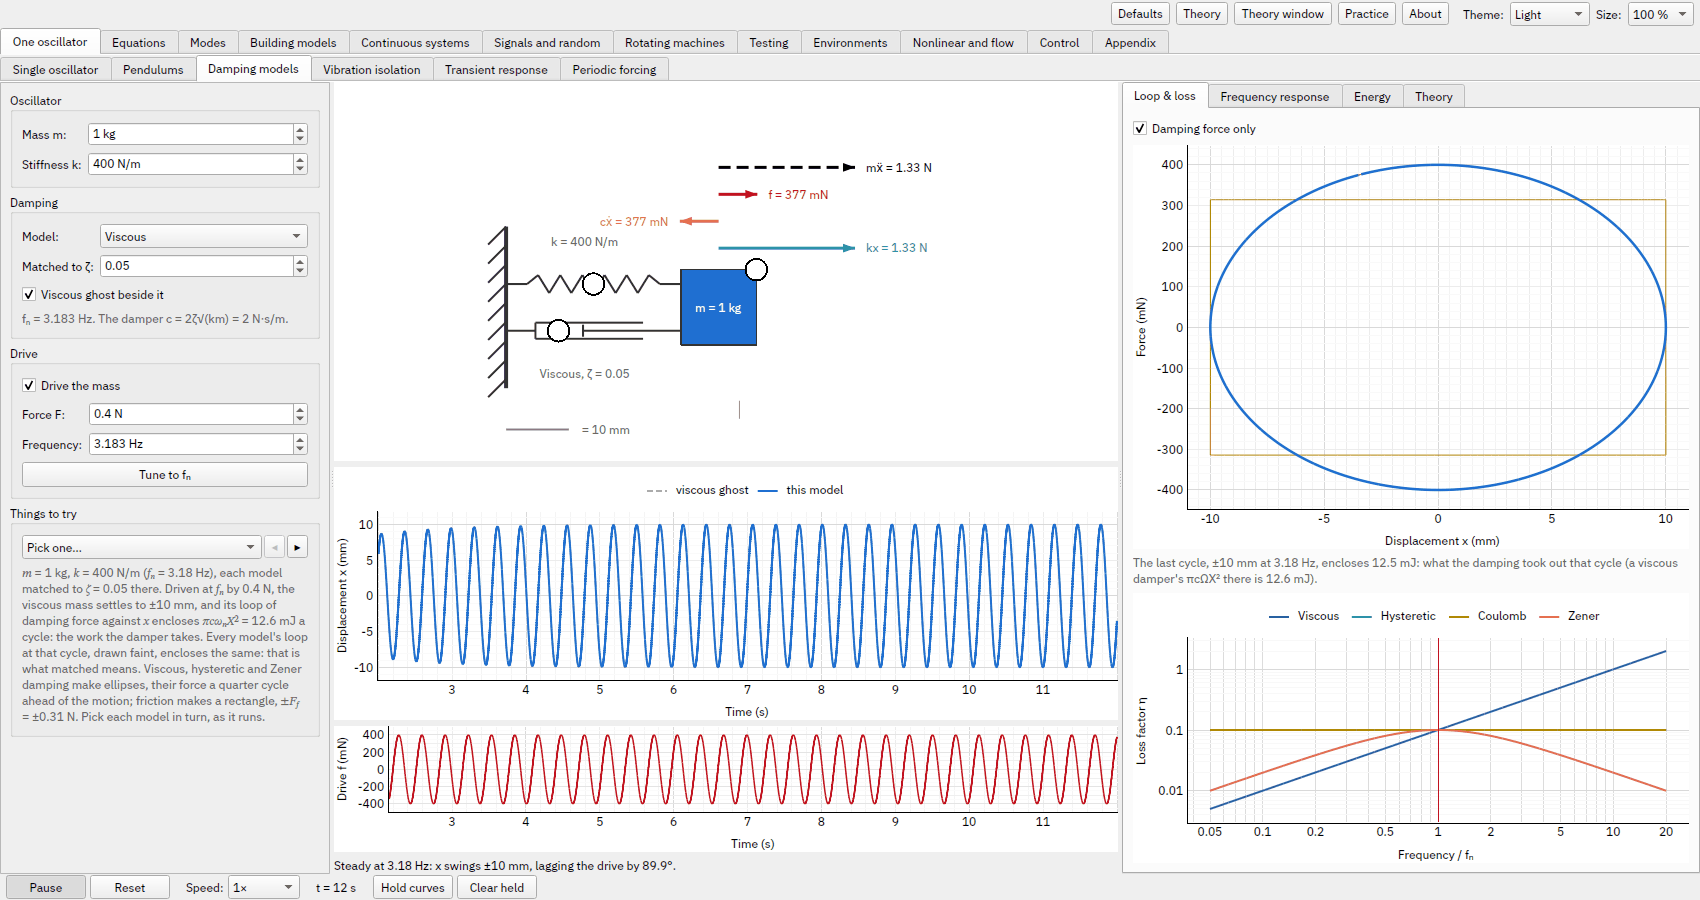 Defaults Theory Theory window Practice About Theme: Light Size: 100 %
One oscillator Equations Modes Building models Continuous systems Signals and random Rotating machines Testing Environments Nonlinear and flow Control Appendix
Single oscillator Pendulums Damping models Vibration isolation Transient response Periodic forcing
Oscillator
Mass m: 1 kg
Stiffness k: 400 N/m
Damping
Model: Viscous
Matched to ζ: 0.05
Viscous ghost beside it
fₙ = 3.183 Hz. The damper c = 2ζ√(km) = 2 N·s/m.
Drive
Drive the mass
Force F: 0.4 N
Frequency: 3.183 Hz
Tune to fₙ
Things to try
Pick one...
m = 1 kg, k = 400 N/m (fₙ = 3.18 Hz), each model
matched to ζ = 0.05 there. Driven at fₙ by 0.4 N, the
viscous mass settles to ±10 mm, and its loop of
damping force against x encloses πcωₙX² = 12.6 mJ a
cycle: the work the damper takes. Every model's loop
at that cycle, drawn faint, encloses the same: that is
what matched means. Viscous, hysteretic and Zener
damping make ellipses, their force a quarter cycle
ahead of the motion; friction makes a rectangle, ±F_f
= ±0.31 N. Pick each model in turn, as it runs.
mẍ = 1.33 N
f = 377 mN
cẋ = 377 mN
k = 400 N/m
kx = 1.33 N
m = 1 kg
Viscous, ζ = 0.05
= 10 mm
viscous ghost this model
Displacement x (mm)
10
5
0
-5
-10
3 4 5 6 7 8 9 10 11
Time (s)
Drive f (mN)
400
200
0
-200
-400
3 4 5 6 7 8 9 10 11
Time (s)
Steady at 3.18 Hz: x swings ±10 mm, lagging the drive by 89.9°.
Loop & loss Frequency response Energy Theory
Damping force only
Force (mN)
400
300
200
100
0
-100
-200
-300
-400
-10 -5 0 5 10
Displacement x (mm)
The last cycle, ±10 mm at 3.18 Hz, encloses 12.5 mJ: what the damping took out that cycle (a viscous
damper's πcΩX² there is 12.6 mJ).
Viscous Hysteretic Coulomb Zener
Loss factor η
1
0.1
0.01
0.05 0.1 0.2 0.5 1 2 5 10 20
Frequency / fₙ
Pause Reset Speed: 1× t = 12 s Hold curves Clear held